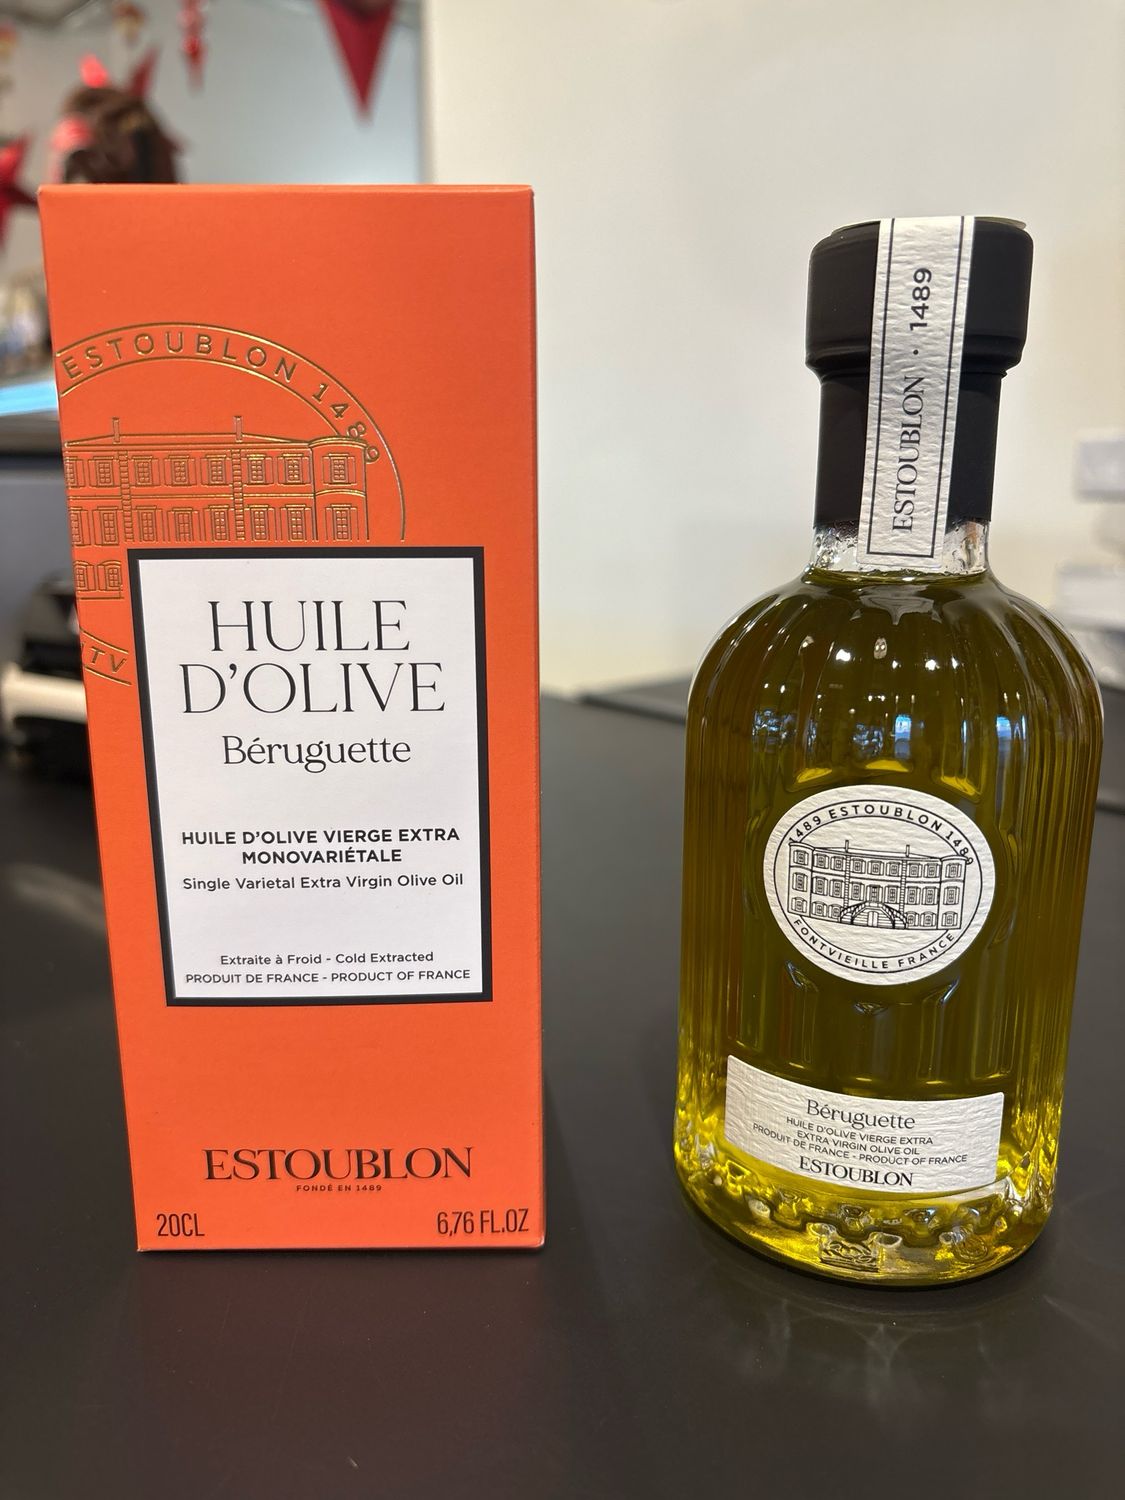 ESTOUBLON 1489
HUILE
D'OLIVE
Béruguette
HUILE D'OLIVE VIERGE EXTRA
MONOVARIÉTALE
Single Varietal Extra Virgin Olive Oil
Extraite à Froid - Cold Extracted
PRODUIT DE FRANCE - PRODUCT OF FRANCE
ESTOUBLON
FONDÉ EN 1489
20CL
6,76 FL.OZ
ESTOUBLON • 1489
1489 ESTOUBLON 1489
FONTVIEILLE FRANCE
Béruguette
HUILE D'OLIVE VIERGE EXTRA
EXTRA VIRGIN OLIVE OIL
PRODUIT DE FRANCE - PRODUCT OF FRANCE
ESTOUBLON